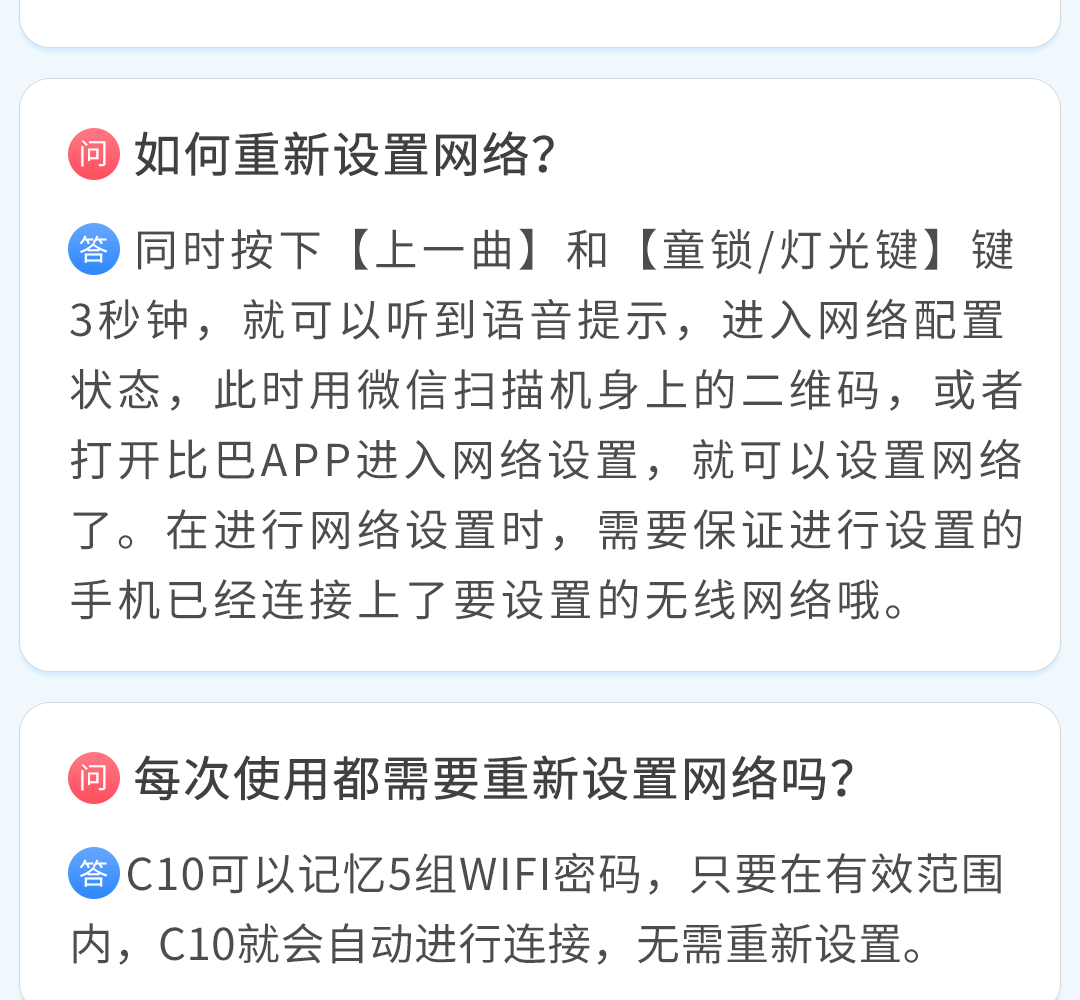 问 如何重新设置网络？
答 同时按下【上一曲】和【童锁/灯光键】键
3秒钟，就可以听到语音提示，进入网络配置
状态，此时用微信扫描机身上的二维码，或者
打开比巴APP进入网络设置，就可以设置网络
了。在进行网络设置时，需要保证进行设置的
手机已经连接上了要设置的无线网络哦。
问 每次使用都需要重新设置网络吗？
答 C10可以记忆5组WIFI密码，只要在有效范围
内，C10就会自动进行连接，无需重新设置。